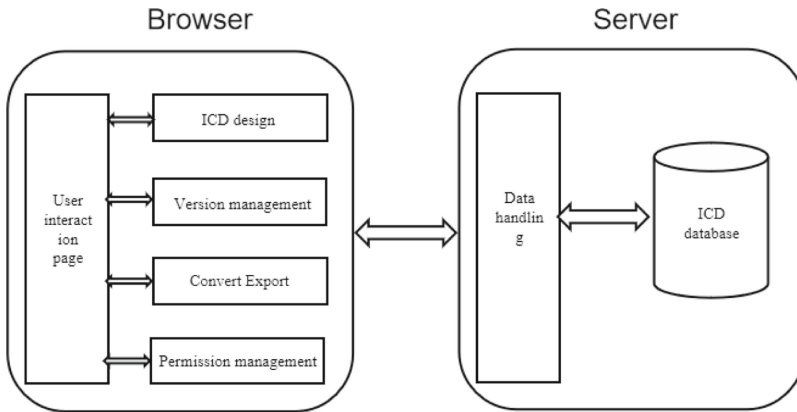 Browser
Server
ICD design
Version management
Convert Export
Permission management
User
interact
ion
page
Data
handlin
g
ICD
database